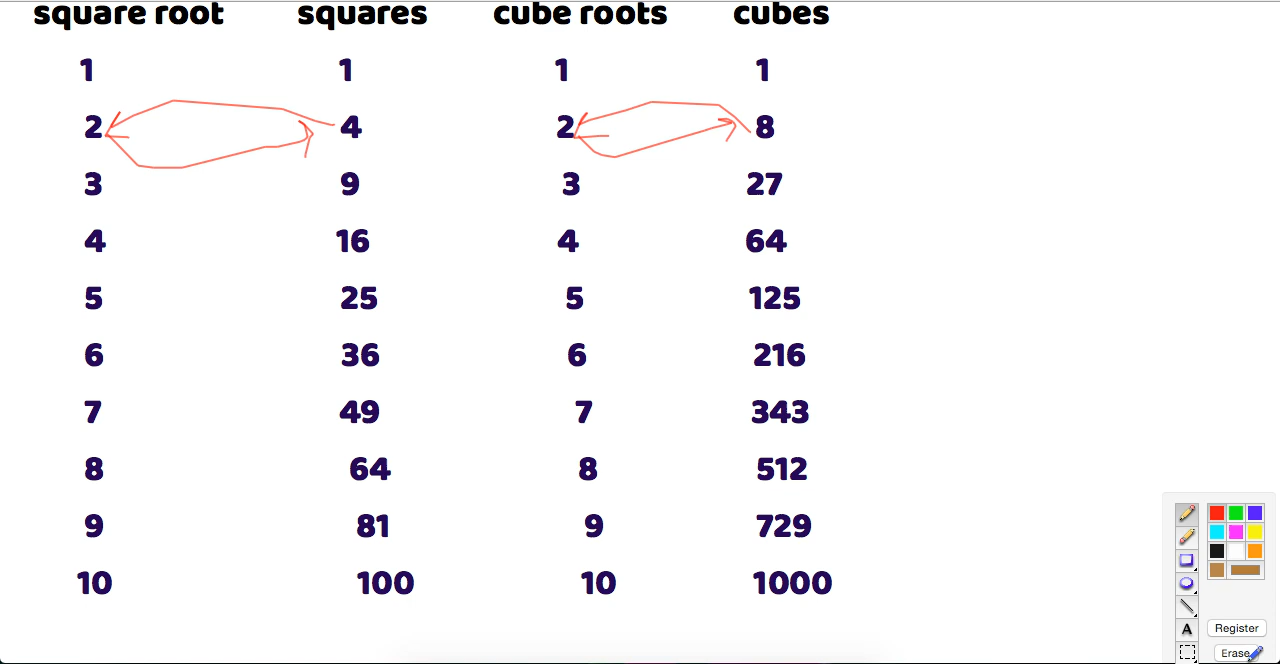 square root squares cube roots cubes
1 1 1 1
2 4 2 8
3 9 3 27
4 16 4 64
5 25 5 125
6 36 6 216
7 49 7 343
8 64 8 512
9 81 9 729
10 100 10 1000
A
Register
Erase